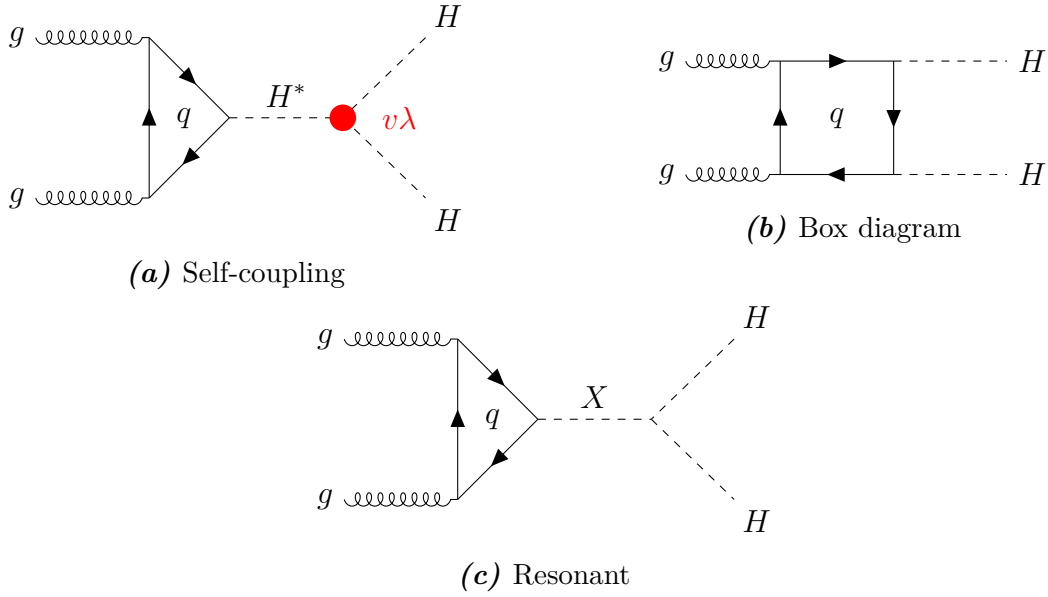 g
H
H*
q
vλ
g
H
(a) Self-coupling
g
H
q
g
H
(b) Box diagram
g
H
X
q
g
H
(c) Resonant